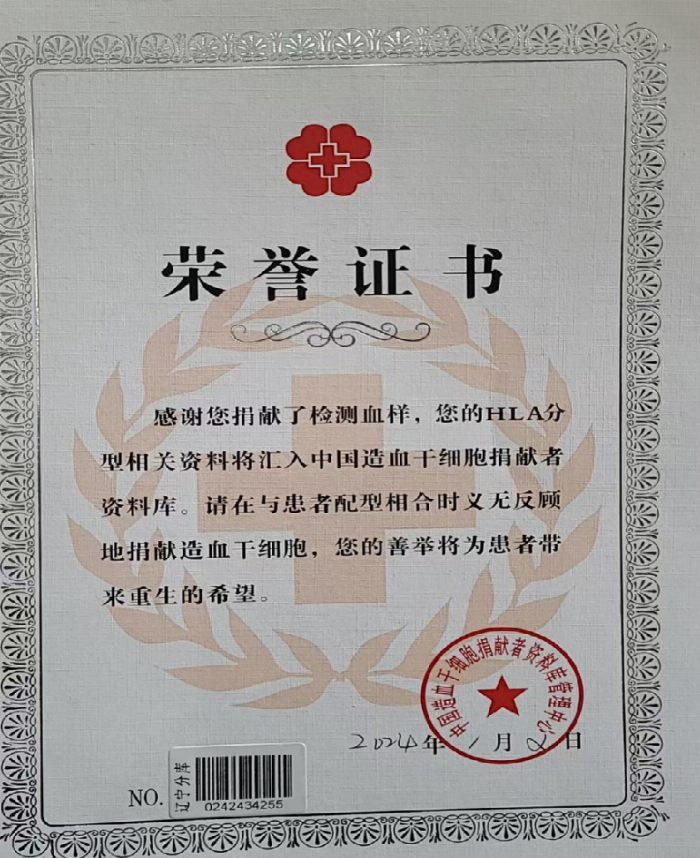 荣誉证书
感谢您捐献了检测血样，您的HLA分
型相关资料将汇入中国造血干细胞捐献者
资料库。请在与患者配型相合时义无反顾
地捐献造血干细胞，您的善举将为患者带
来重生的希望。
中国造血干细胞捐献者资料库管理中心
2024年1月2日
NO.
辽宁分库
0242434255